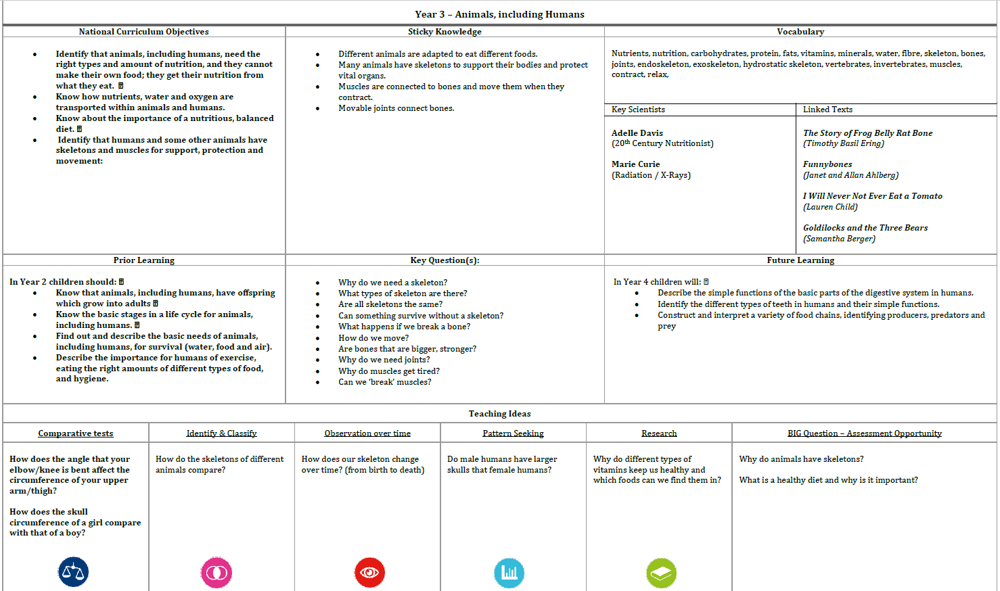 Year 3 – Animals, including Humans
National Curriculum Objectives
Identify that animals, including humans, need the
right types and amount of nutrition, and they cannot
make their own food; they get their nutrition from
what they eat.
Know how nutrients, water and oxygen are
transported within animals and humans.
Know about the importance of a nutritious, balanced
diet.
Identify that humans and some other animals have
skeletons and muscles for support, protection and
movement:
Sticky Knowledge
Different animals are adapted to eat different foods.
Many animals have skeletons to support their bodies and protect
vital organs.
Muscles are connected to bones and move them when they
contract.
Movable joints connect bones.
Vocabulary
Nutrients, nutrition, carbohydrates, protein, fats, vitamins, minerals, water, fibre, skeleton, bones,
joints, endoskeleton, exoskeleton, hydrostatic skeleton, vertebrates, invertebrates, muscles,
contract, relax,
Key Scientists
Adelle Davis
(20th Century Nutritionist)
Marie Curie
(Radiation / X-Rays)
Linked Texts
The Story of Frog Belly Rat Bone
(Timothy Basil Ering)
Funnybones
(Janet and Allan Ahlberg)
I Will Never Not Ever Eat a Tomato
(Lauren Child)
Goldilocks and the Three Bears
(Samantha Berger)
Prior Learning
In Year 2 children should:
Know that animals, including humans, have offspring
which grow into adults
Know the basic stages in a life cycle for animals,
including humans.
Find out and describe the basic needs of animals,
including humans, for survival (water, food and air).
Describe the importance for humans of exercise,
eating the right amounts of different types of food,
and hygiene.
Key Question(s):
Why do we need a skeleton?
What types of skeleton are there?
Are all skeletons the same?
Can something survive without a skeleton?
What happens if we break a bone?
How do we move?
Are bones that are bigger, stronger?
Why do we need joints?
Why do muscles get tired?
Can we ‘break’ muscles?
Future Learning
In Year 4 children will:
Describe the simple functions of the basic parts of the digestive system in humans.
Identify the different types of teeth in humans and their simple functions.
Construct and interpret a variety of food chains, identifying producers, predators and
prey
Teaching Ideas
Comparative tests
How does the angle that your
elbow/knee is bent affect the
circumference of your upper
arm/thigh?
How does the skull
circumference of a girl compare
with that of a boy?
Identify & Classify
How do the skeletons of different
animals compare?
Observation over time
How does our skeleton change
over time? (from birth to death)
Pattern Seeking
Do male humans have larger
skulls that female humans?
Research
Why do different types of
vitamins keep us healthy and
which foods can we find them in?
BIG Question – Assessment Opportunity
Why do animals have skeletons?
What is a healthy diet and why is it important?